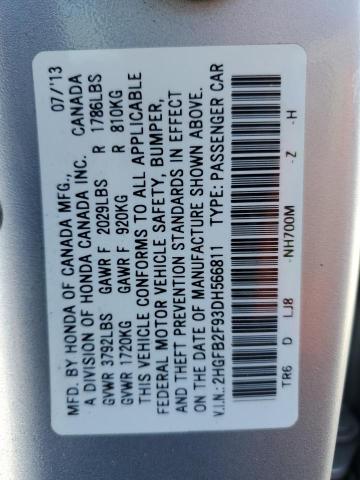 MFD. BY HONDA OF CANADA MFG., 07/'13
A DIVISION OF HONDA CANADA INC. CANADA
GVWR 3792LBS GAWR F 2029LBS R 1786LBS
GVWR 1720KG GAWR F 920KG R 810KG
THIS VEHICLE CONFORMS TO ALL APPLICABLE
FEDERAL MOTOR VEHICLE SAFETY, BUMPER,
AND THEFT PREVENTION STANDARDS IN EFFECT
ON THE DATE OF MANUFACTURE SHOWN ABOVE.
V.I.N.: 2HGFB2F93DH566811 TYPE: PASSENGER CAR
TR6 D LJ8 -NH700M -Z -H